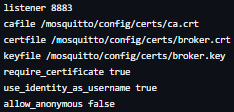 listener 8883
cafile /mosquitto/config/certs/ca.crt
certfile /mosquitto/config/certs/broker.crt
keyfile /mosquitto/config/certs/broker.key
require_certificate true
use_identity_as_username true
allow_anonymous false